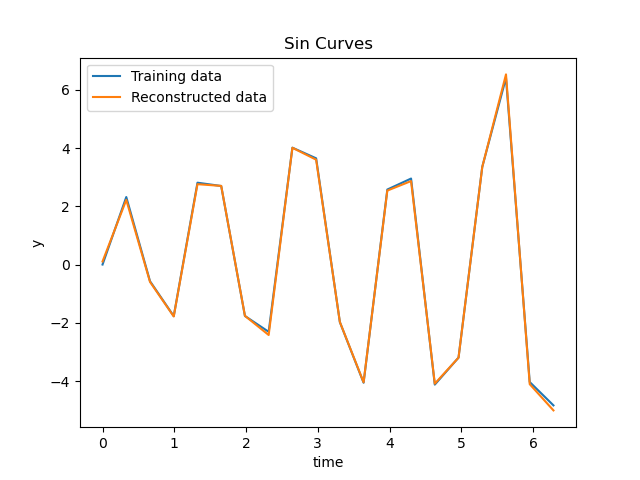 Sin Curves
Training data
Reconstructed data
6
4
2
0
−2
−4
y
0 1 2 3 4 5 6
time